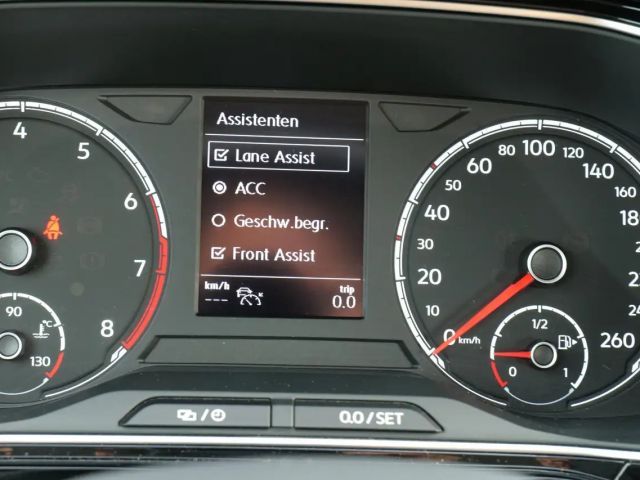 Assistenten
Lane Assist
ACC
Geschw.begr.
Front Assist
km/h
trip
---
0.0
4
5
6
7
8
90
°C
130
0
20
30
40
50
60
80
100
120
140
260
km/h
0
1/2
1
0.0/SET